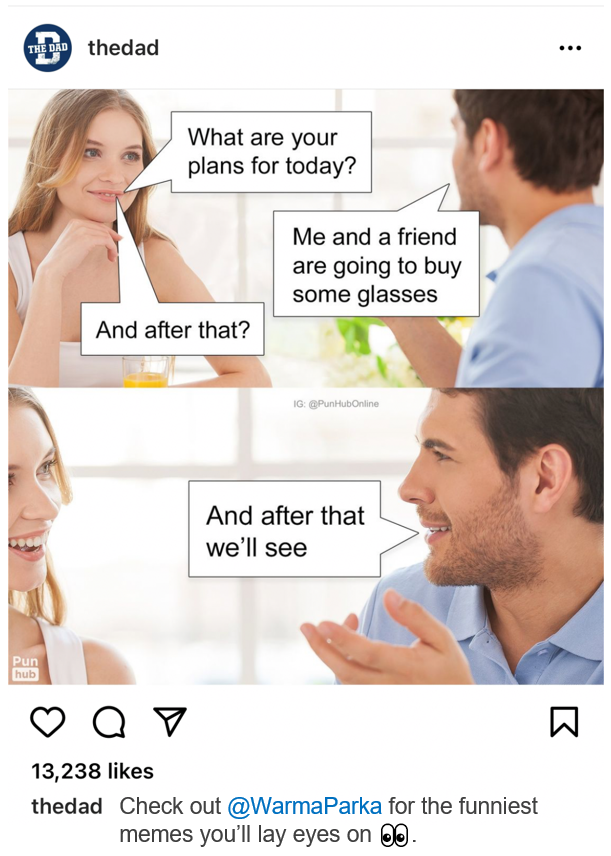 THE DAD
thedad
What are your
plans for today?
Me and a friend
are going to buy
some glasses
And after that?
IG: @PunHubOnline
And after that
we'll see
Pun
hub
13,238 likes
thedad Check out @WarmaParka for the funniest
memes you'll lay eyes on 👀.